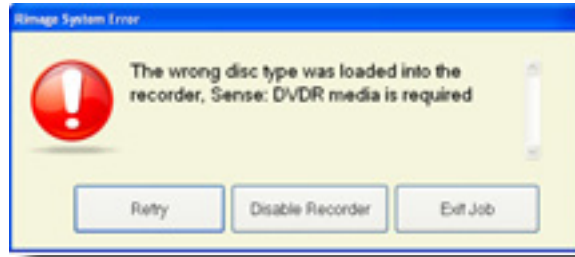 Rimage System Error
The wrong disc type was loaded into the
recorder, Sense: DVDR media is required
Retry
Disable Recorder
Exit Job